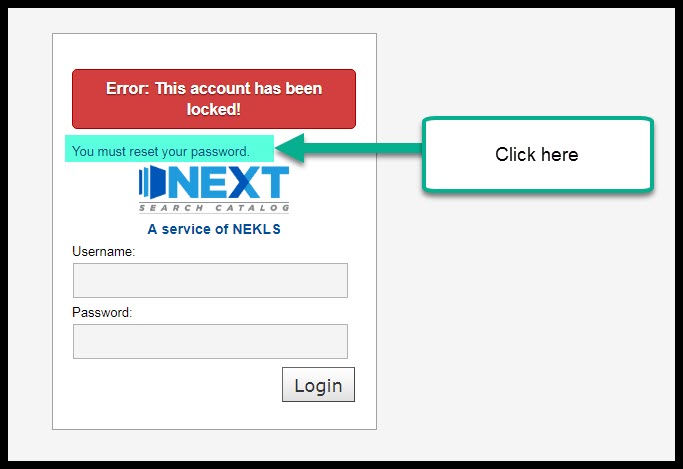 Error: This account has been
locked!
You must reset your password.
Click here
NEXT
SEARCH CATALOG
A service of NEKLS
Username:
Password:
Login